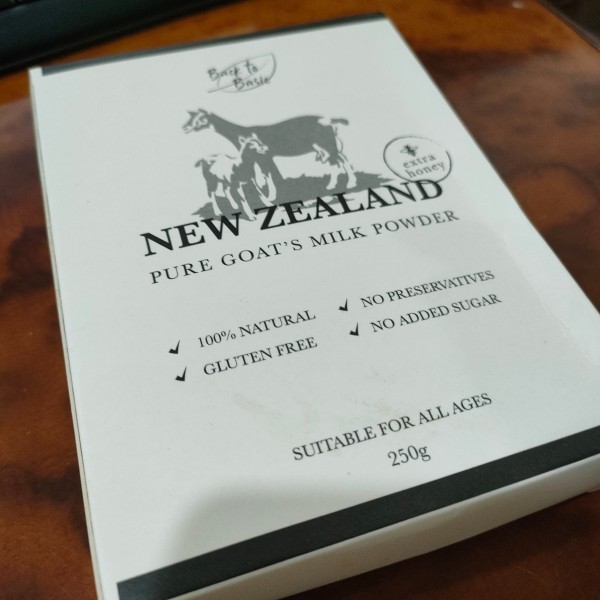 Back to
Basic
extra
honey
NEW ZEALAND
PURE GOAT'S MILK POWDER
✓ 100% NATURAL
✓ NO PRESERVATIVES
✓ GLUTEN FREE
✓ NO ADDED SUGAR
SUITABLE FOR ALL AGES
250g